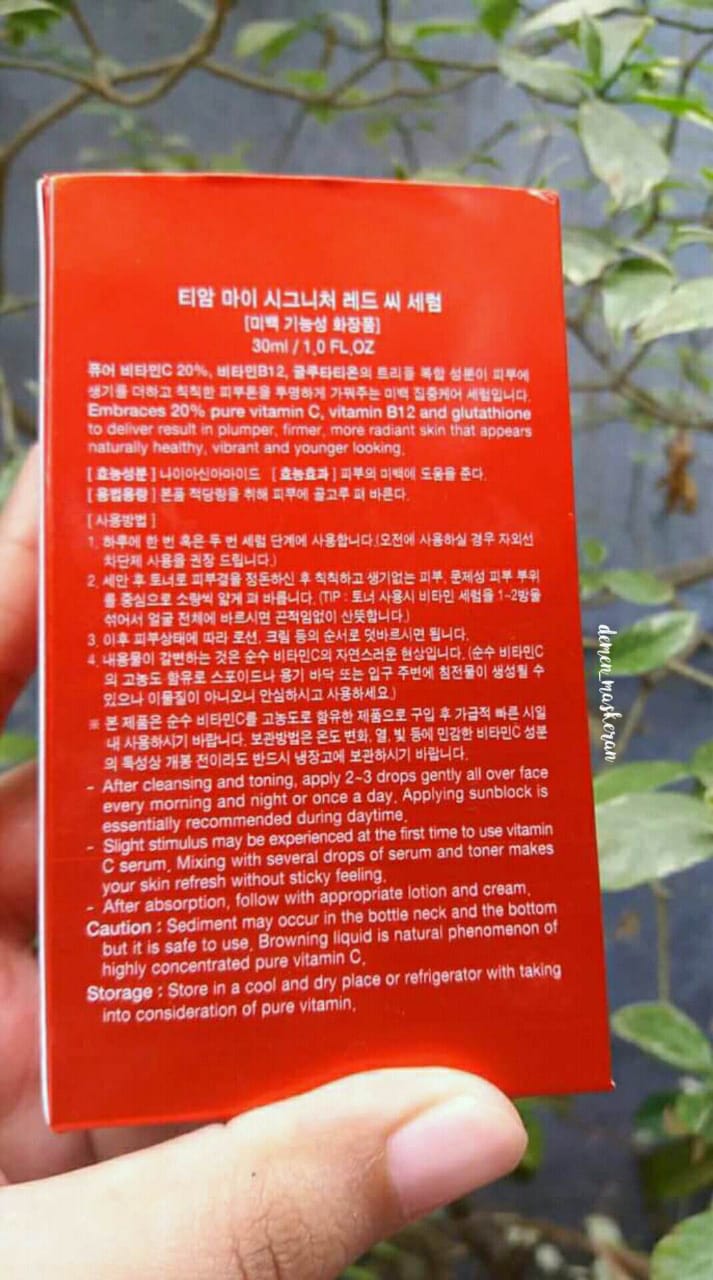 티암 마이 시그니처 레드 씨 세럼
[미백 기능성 화장품]
30ml / 1.0 FL.OZ
퓨어 비타민C 20%, 비타민B12, 글루타티온의 트리플 복합 성분이 피부에
생기를 더하고 칙칙한 피부톤을 투명하게 가꿔주는 미백 집중케어 세럼입니다.
Embraces 20% pure vitamin C, vitamin B12 and glutathione
to deliver result in plumper, firmer, more radiant skin that appears
naturally healthy, vibrant and younger looking.
[ 효능성분 ] 나이아신아마이드 [ 효능효과 ] 피부의 미백에 도움을 준다.
[ 용법용량 ] 본품 적당량을 취해 피부에 골고루 펴 바른다.
[ 사용방법 ]
1. 하루에 한 번 혹은 두 번 세럼 단계에 사용합니다.(오전에 사용하실 경우 자외선
차단제 사용을 권장 드립니다.)
2. 세안 후 토너로 피부결을 정돈하신 후 칙칙하고 생기없는 피부, 문제성 피부 부위
를 중심으로 소량씩 얇게 펴 바릅니다. (TIP : 토너 사용시 비타민 세럼을 1~2방울
섞어서 얼굴 전체에 바르시면 끈적임없이 산뜻합니다.)
3. 이후 피부상태에 따라 로션, 크림 등의 순서로 덧바르시면 됩니다.
4. 내용물이 갈변하는 것은 순수 비타민C의 자연스러운 현상입니다. (순수 비타민C
의 고농도 함유로 스포이드나 용기 바닥 또는 입구 주변에 침전물이 생성될 수
있으나 이물질이 아니오니 안심하시고 사용하세요.)
※ 본 제품은 순수 비타민C를 고농도로 함유한 제품으로 구입 후 가급적 빠른 시일
내 사용하시기 바랍니다. 보관방법은 온도 변화, 열, 빛 등에 민감한 비타민C 성분
의 특성상 개봉 전이라도 반드시 냉장고에 보관하시기 바랍니다.
- After cleansing and toning, apply 2~3 drops gently all over face
every morning and night or once a day. Applying sunblock is
essentially recommended during daytime.
- Slight stimulus may be experienced at the first time to use vitamin
C serum. Mixing with several drops of serum and toner makes
your skin refresh without sticky feeling.
- After absorption, follow with appropriate lotion and cream.
Caution : Sediment may occur in the bottle neck and the bottom
but it is safe to use. Browning liquid is natural phenomenon of
highly concentrated pure vitamin C.
Storage : Store in a cool and dry place or refrigerator with taking
into consideration of pure vitamin.
demen_maskeran